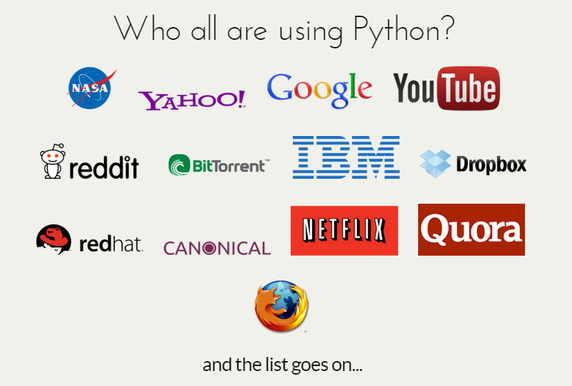 Who all are using Python?
NASA YAHOO! Google YouTube
reddit BitTorrent™ IBM Dropbox
redhat. CANONICAL NETFLIX Quora
and the list goes on...